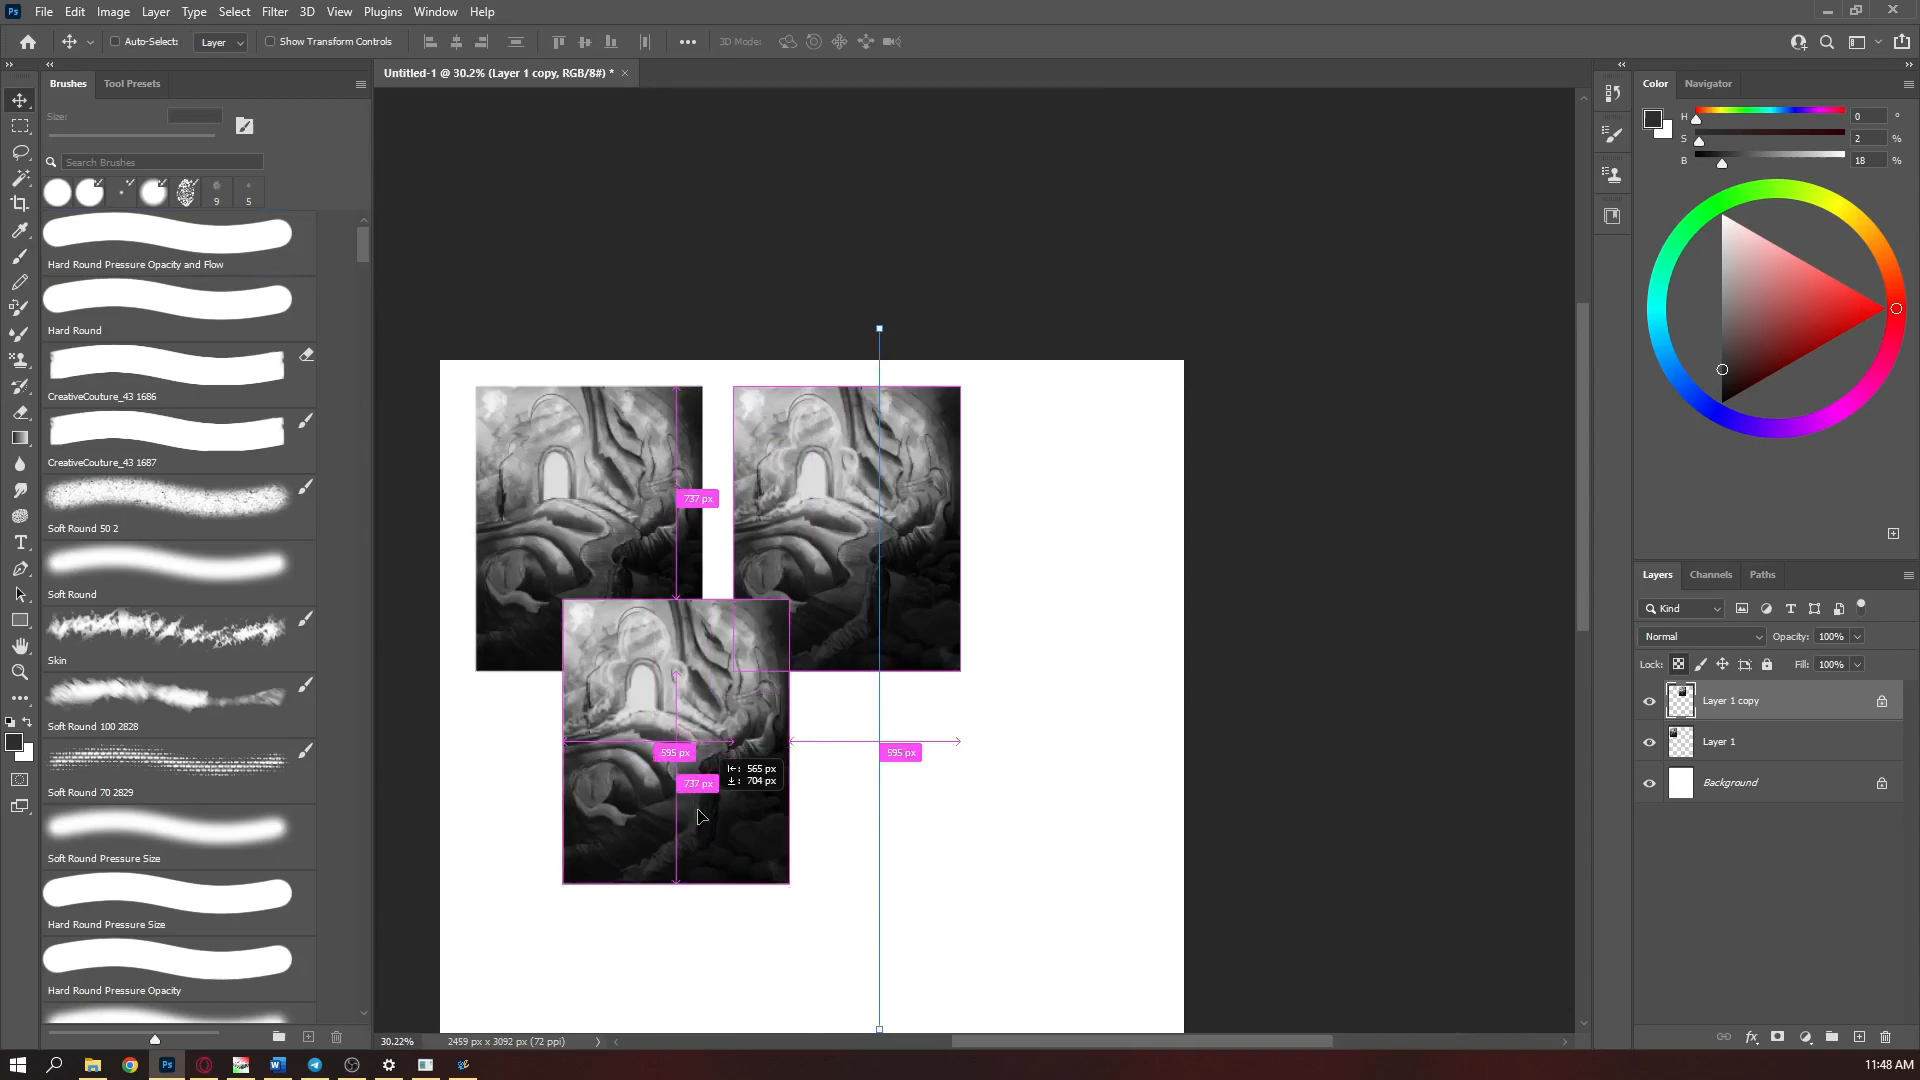 Ps File Edit Image Layer Type Select Filter 3D View Plugins Window Help
Auto-Select: Layer Show Transform Controls 3D Mode:
Brushes Tool Presets
Untitled-1 @ 30.2% (Layer 1 copy, RGB/8#) * ×
Color Navigator
Size:
H 0 °
S 2 %
B 18 %
Search Brushes
9 5
Hard Round Pressure Opacity and Flow
Hard Round
CreativeCouture_43 1686
CreativeCouture_43 1687
Soft Round 50 2
Soft Round
Skin
Soft Round 100 2828
Soft Round 70 2829
Soft Round Pressure Size
Hard Round Pressure Size
Hard Round Pressure Opacity
737 px
595 px
595 px
565 px
704 px
737 px
Layers Channels Paths
Kind
Normal Opacity: 100%
Lock: Fill: 100%
Layer 1 copy
Layer 1
Background
30.22% 2459 px x 3092 px (72 ppi)
11:48 AM